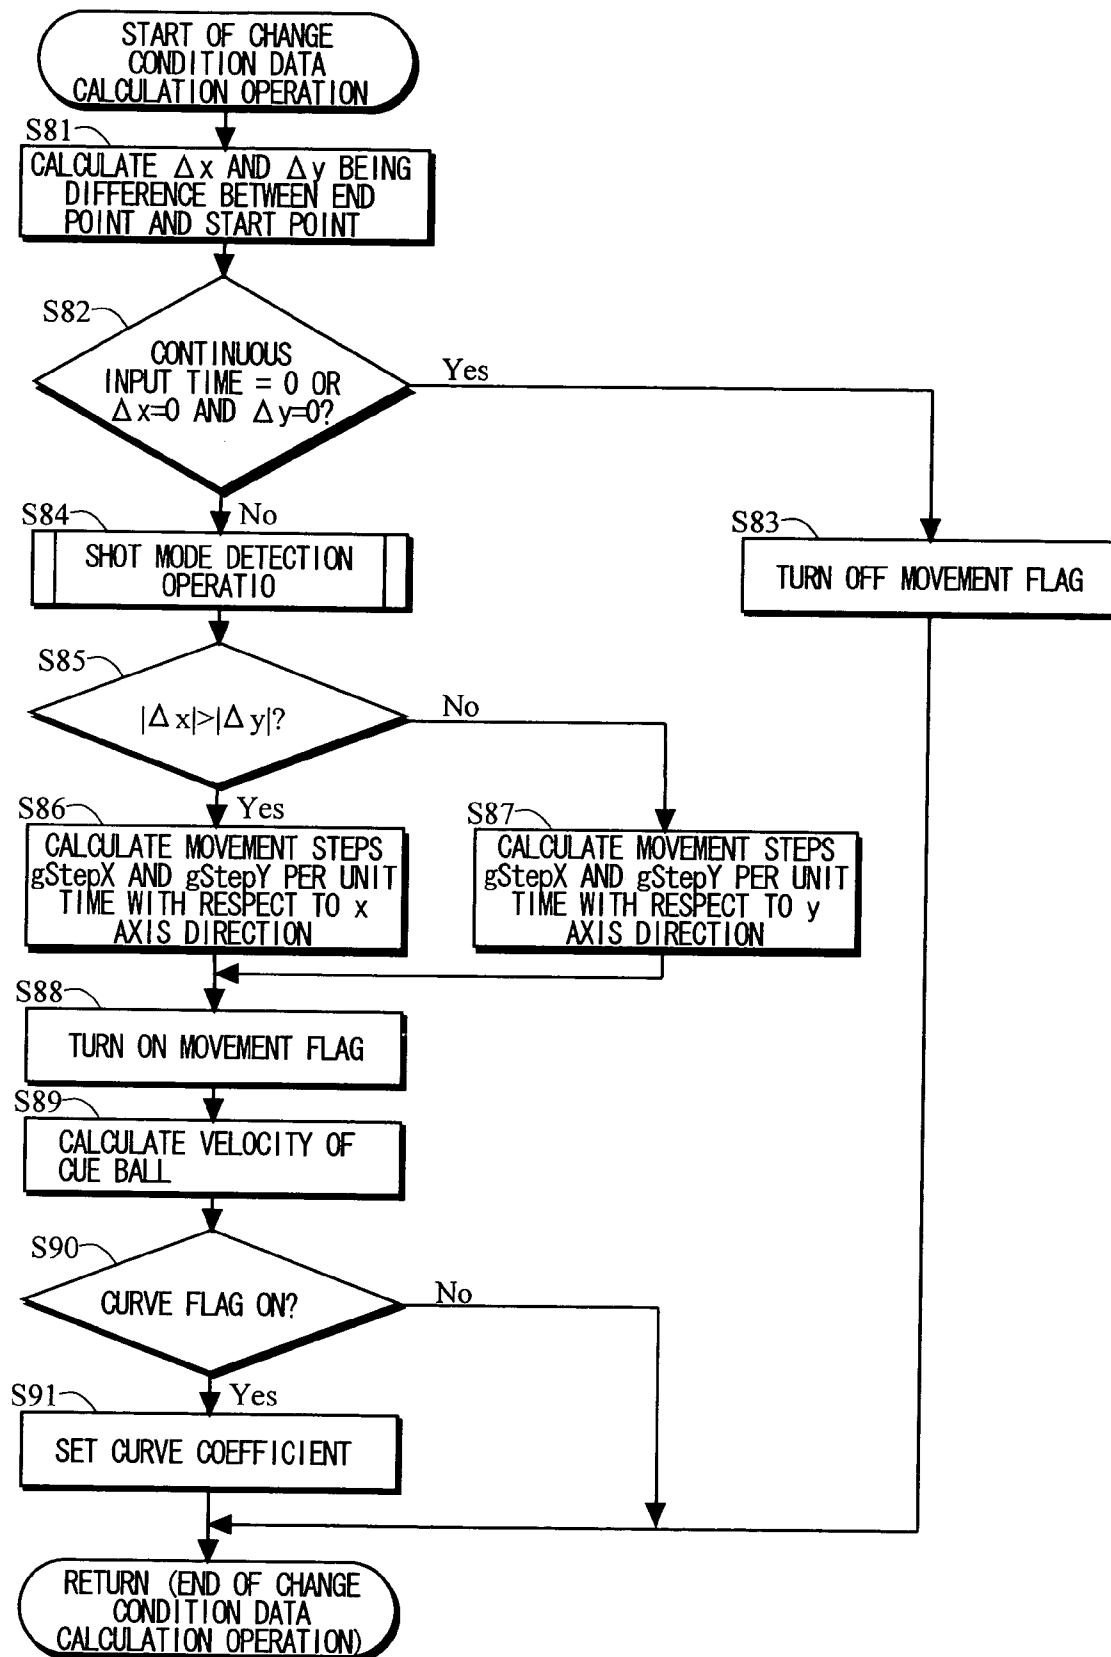 START OF CHANGE
CONDITION DATA
CALCULATION OPERATION
S81
CALCULATE Δx AND Δy BEING
DIFFERENCE BETWEEN END
POINT AND START POINT
S82
CONTINUOUS
INPUT TIME = 0 OR
Δx=0 AND Δy=0?
Yes
No
S84
SHOT MODE DETECTION
OPERATIO
S83
TURN OFF MOVEMENT FLAG
S85
|Δx|>|Δy|?
No
Yes
S86
CALCULATE MOVEMENT STEPS
gStepX AND gStepY PER UNIT
TIME WITH RESPECT TO x
AXIS DIRECTION
S87
CALCULATE MOVEMENT STEPS
gStepX AND gStepY PER UNIT
TIME WITH RESPECT TO y
AXIS DIRECTION
S88
TURN ON MOVEMENT FLAG
S89
CALCULATE VELOCITY OF
CUE BALL
S90
CURVE FLAG ON?
No
Yes
S91
SET CURVE COEFFICIENT
RETURN (END OF CHANGE
CONDITION DATA
CALCULATION OPERATION)